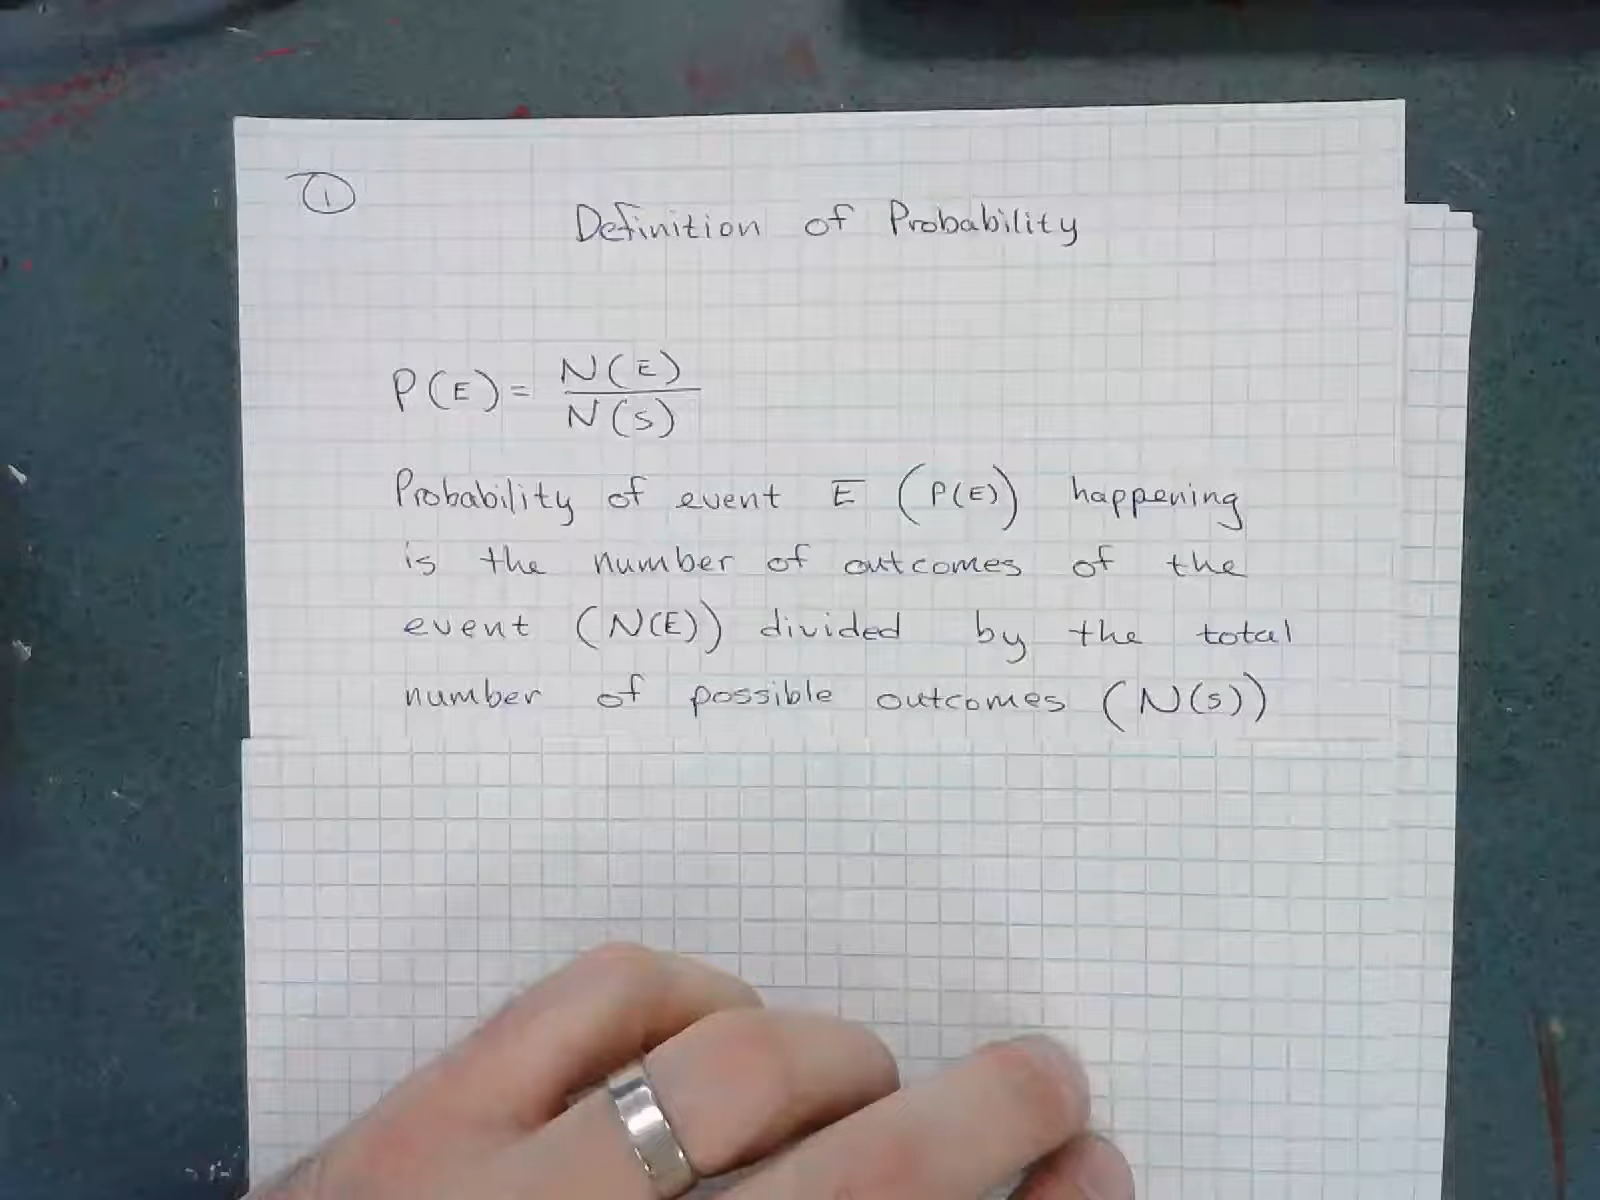 1
Definition of Probability
P(E) = N(E) / N(S)
Probability of event E (P(E)) happening
is the number of outcomes of the
event (N(E)) divided by the total
number of possible outcomes (N(S))